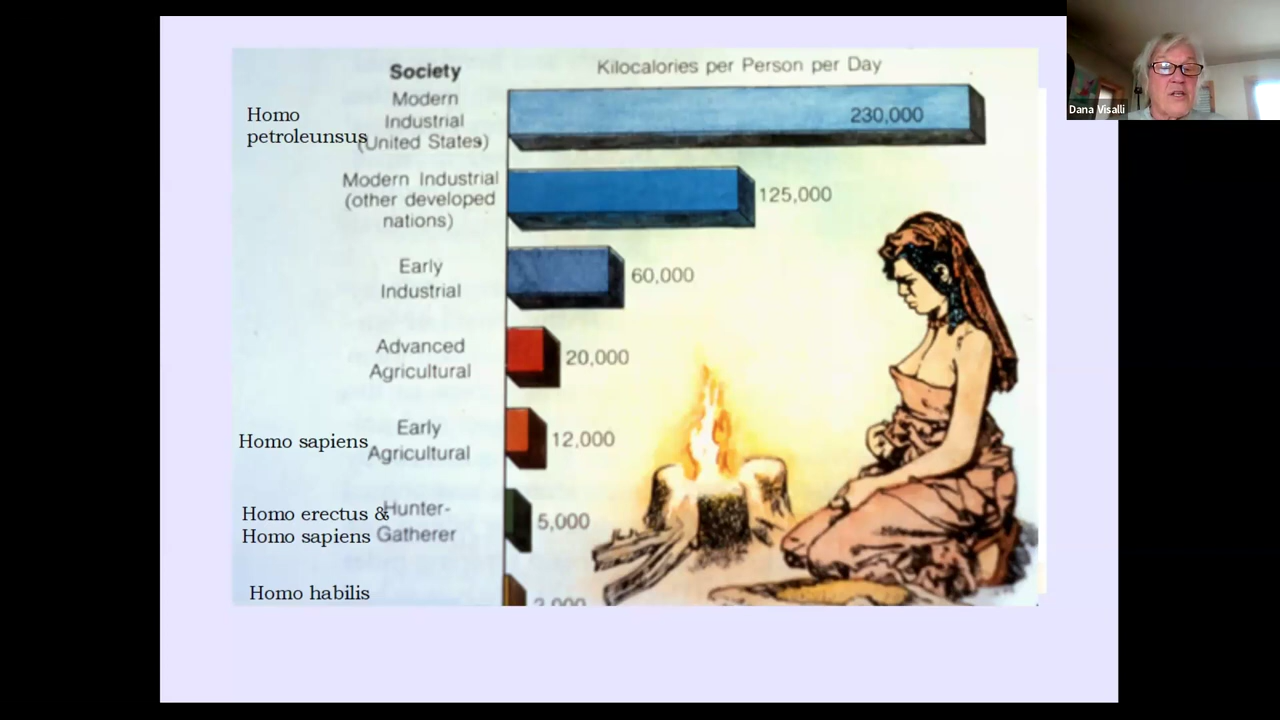 Society
Kilocalories per Person per Day
Homo
petroleunsus
Modern
Industrial
(United States)
230,000
Modern Industrial
(other developed
nations)
125,000
Early
Industrial
60,000
Advanced
Agricultural
20,000
Homo sapiens
Early
Agricultural
12,000
Homo erectus &
Homo sapiens
Hunter-
Gatherer
5,000
Homo habilis
2,000
Dana Visalli